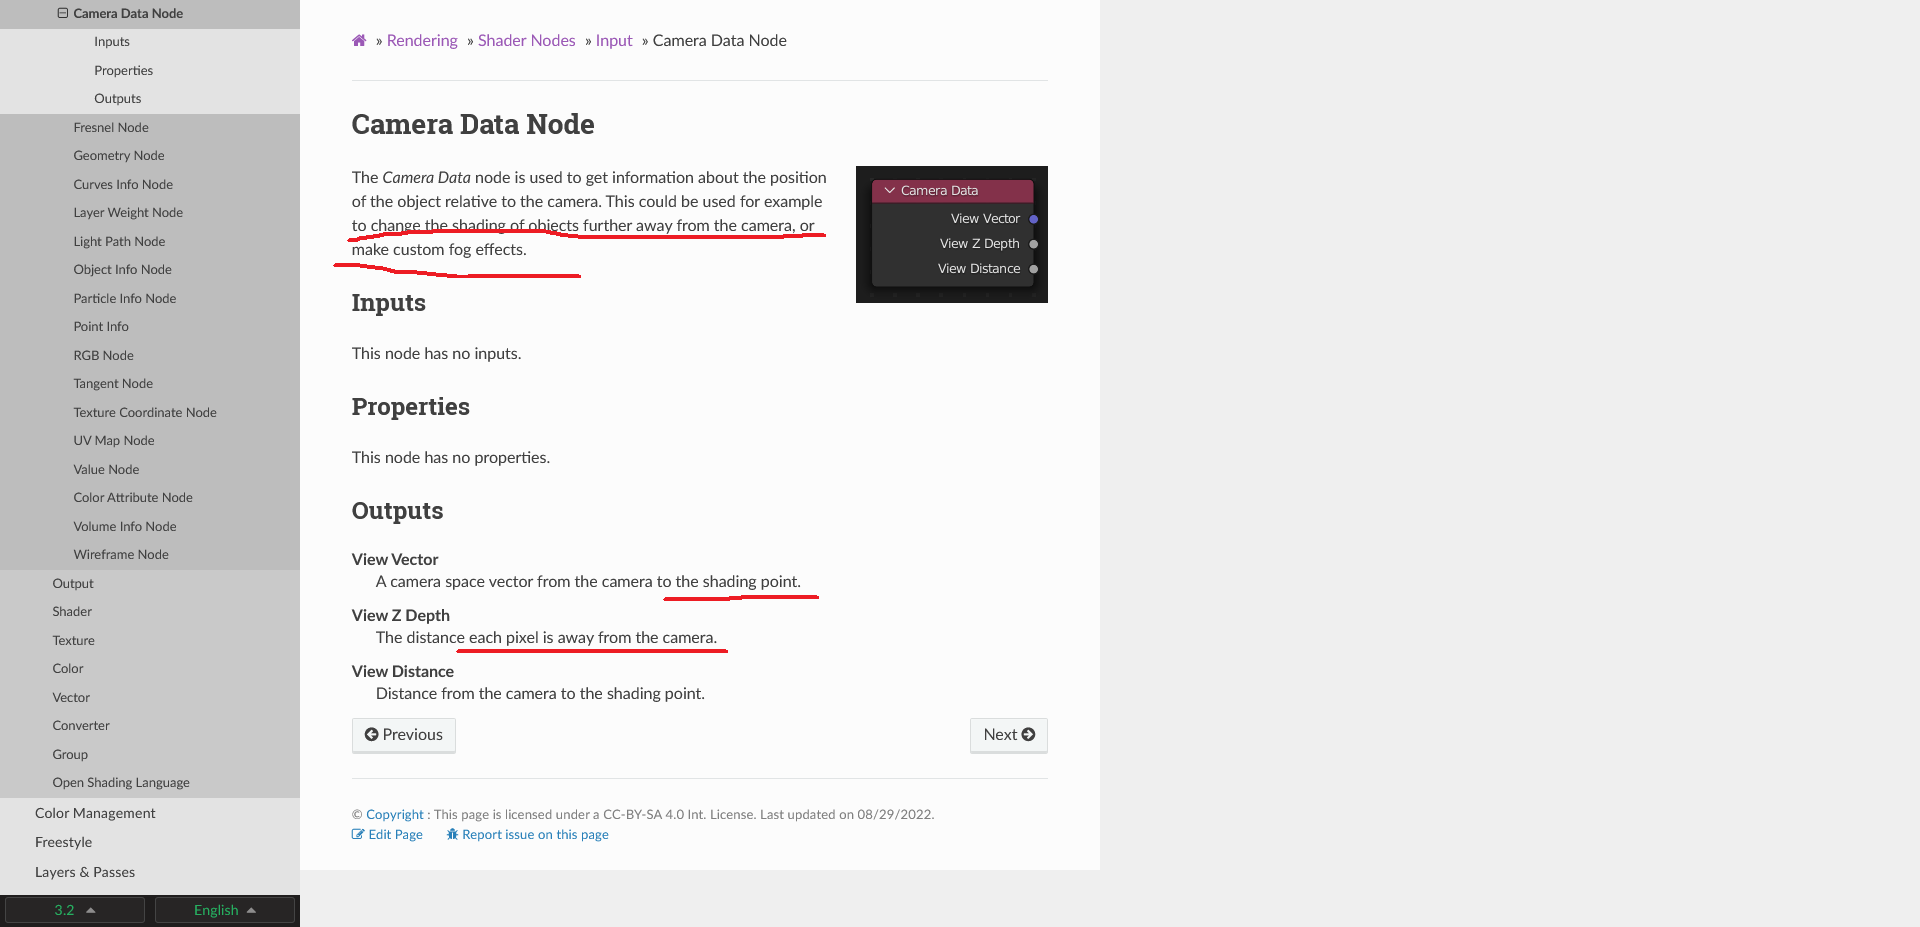 Camera Data Node
Inputs
Properties
Outputs
Fresnel Node
Geometry Node
Curves Info Node
Layer Weight Node
Light Path Node
Object Info Node
Particle Info Node
Point Info
RGB Node
Tangent Node
Texture Coordinate Node
UV Map Node
Value Node
Color Attribute Node
Volume Info Node
Wireframe Node
Output
Shader
Texture
Color
Vector
Converter
Group
Open Shading Language
Color Management
Freestyle
Layers & Passes
3.2
English
» Rendering » Shader Nodes » Input » Camera Data Node
Camera Data Node
The Camera Data node is used to get information about the position
of the object relative to the camera. This could be used for example
to change the shading of objects further away from the camera, or
make custom fog effects.
Camera Data
View Vector
View Z Depth
View Distance
Inputs
This node has no inputs.
Properties
This node has no properties.
Outputs
View Vector
A camera space vector from the camera to the shading point.
View Z Depth
The distance each pixel is away from the camera.
View Distance
Distance from the camera to the shading point.
Previous
Next
© Copyright : This page is licensed under a CC-BY-SA 4.0 Int. License. Last updated on 08/29/2022.
Edit Page Report issue on this page